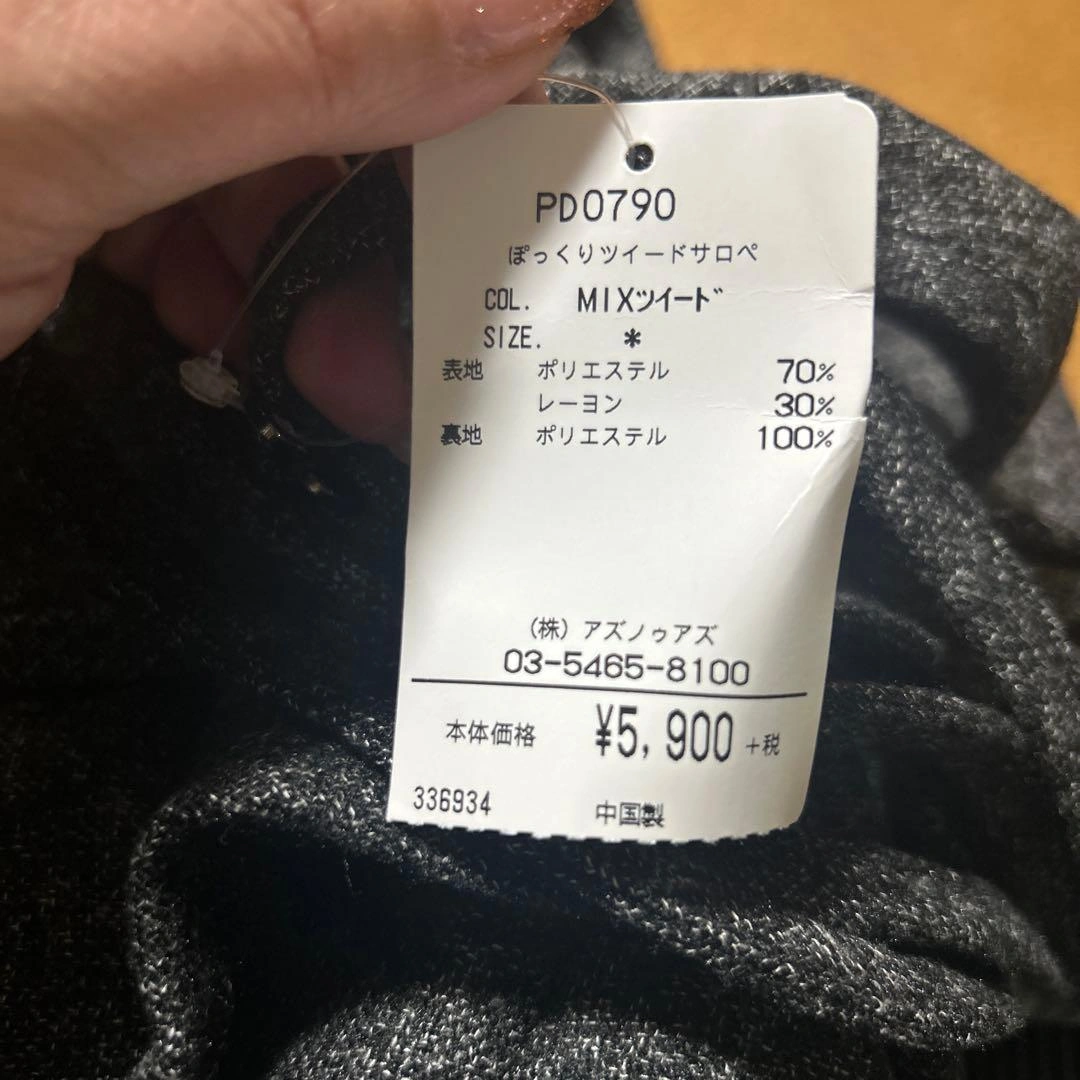 PD0790
ぽっくりツイードサロペ
COL. MIXツイード
SIZE. *
表地 ポリエステル 70%
レーヨン 30%
裏地 ポリエステル 100%
(株) アズノゥアズ
03-5465-8100
本体価格 ¥5,900 +税
336934 中国製